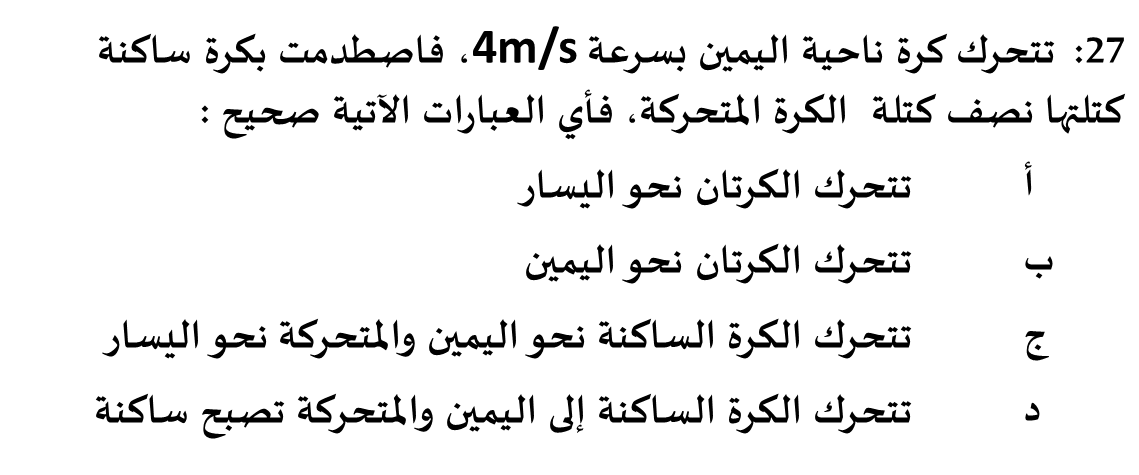 27: تتحرك كرة ناحية اليمين بسرعة 4m/s، فاصطدمت بكرة ساكنة
كتلتها نصف كتلة الكرة المتحركة، فأي العبارات الآتية صحيح :
أ تتحرك الكرتان نحو اليسار
ب تتحرك الكرتان نحو اليمين
ج تتحرك الكرة الساكنة نحو اليمين والمتحركة نحو اليسار
د تتحرك الكرة الساكنة إلى اليمين والمتحركة تصبح ساكنة